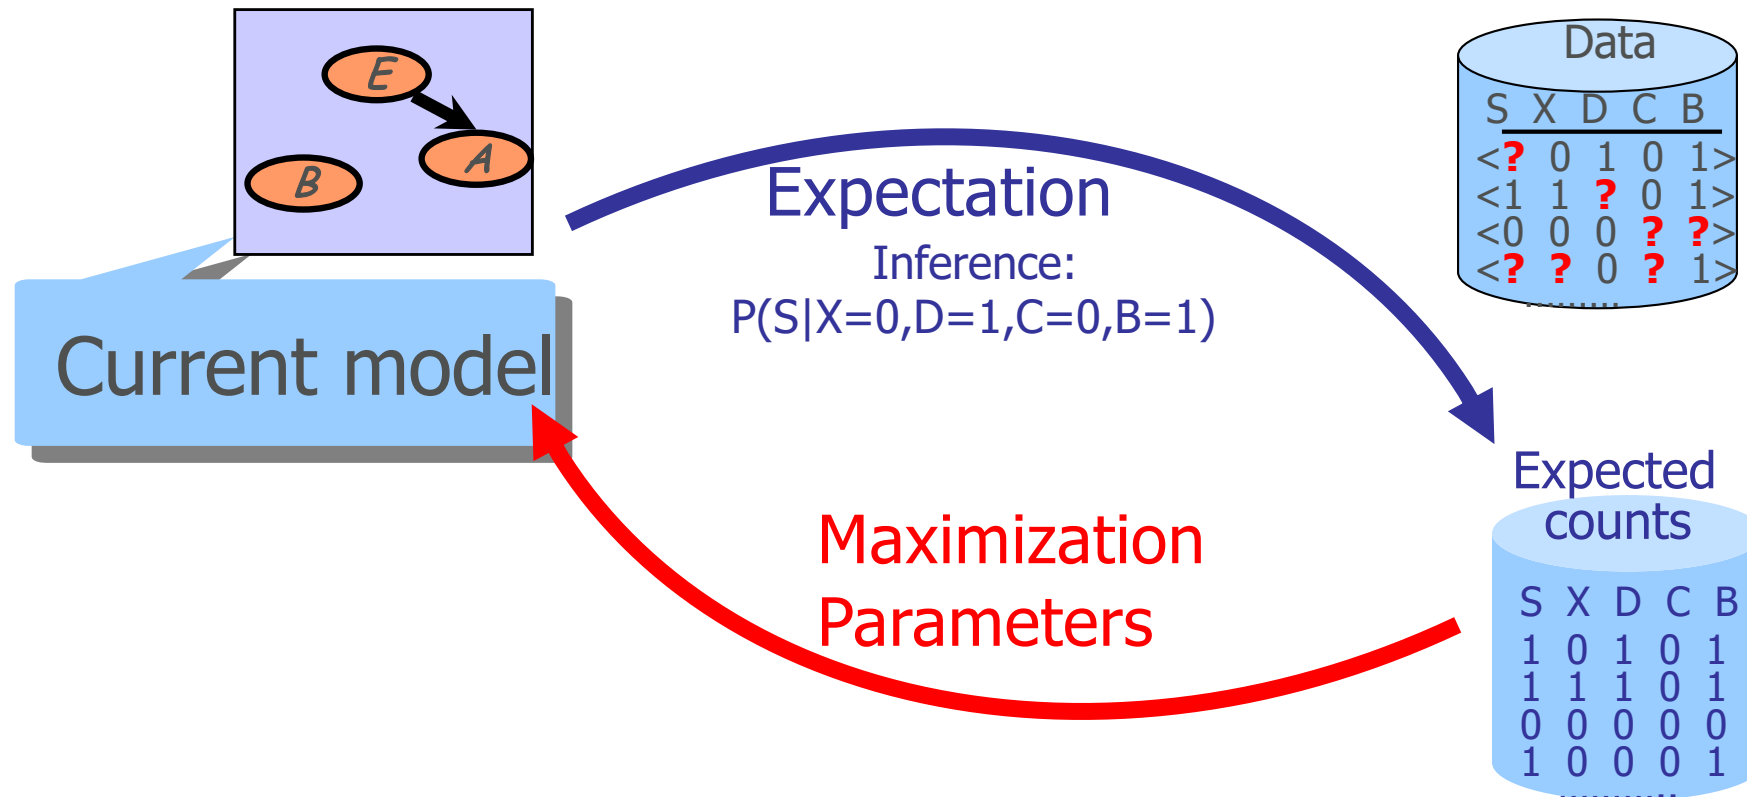 E
A
B
Current model
Expectation
Inference:
P(S|X=0,D=1,C=0,B=1)
Maximization
Parameters
Data
S X D C B
<? 0 1 0 1>
<1 1 ? 0 1>
<0 0 0 ? ?>
<? ? 0 ? 1>
.........
Expected
counts
S X D C B
1 0 1 0 1
1 1 1 0 1
0 0 0 0 0
1 0 0 0 1
...........